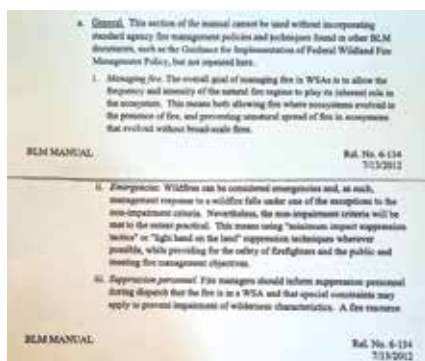 a. General. This section of the manual cannot be used without incorporating
standard agency fire management policies and techniques found in other BLM
documents, such as the Guidance for Implementation of Federal Wildland Fire
Management Policy, but not repeated here.
i. Managing fire. The overall goal of managing fire in WSAs is to allow the
frequency and intensity of the natural fire regime to play its inherent role in
the ecosystem. This means both allowing fire where ecosystems evolved in
the presence of fire, and preventing unnatural spread of fire in ecosystems
that evolved without broad-scale fires.
BLM MANUAL
Rel. No. 6-134
7/13/2012
ii. Emergencies. Wildfires can be considered emergencies and, as such,
management response to a wildfire falls under one of the exceptions to the
non-impairment criteria. Nevertheless, the non-impairment criteria will be
met to the extent practical. This means using "minimum impact suppression
tactics" or "light hand on the land" suppression techniques wherever
possible, while providing for the safety of firefighters and the public and
meeting fire management objectives.
iii. Suppression personnel. Fire managers should inform suppression personnel
during dispatch that the fire is in a WSA and that special constraints may
apply to prevent impairment of wilderness characteristics. A fire resource
BLM MANUAL
Rel. No. 6-134
7/13/2012